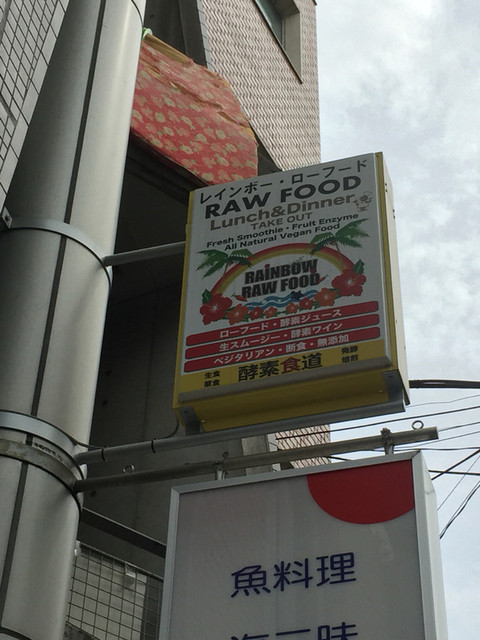 レインボー・ローフード
RAW FOOD
Lunch&Dinner
TAKE OUT
Fresh Smoothie・Fruit Enzyme
All Natural Vegan Food
RAiNBOW
RAW FOOD
ローフード・酵素ジュース
生スムージー・酵素ワイン
ベジタリアン・断食・無添加
酵素食道
魚料理